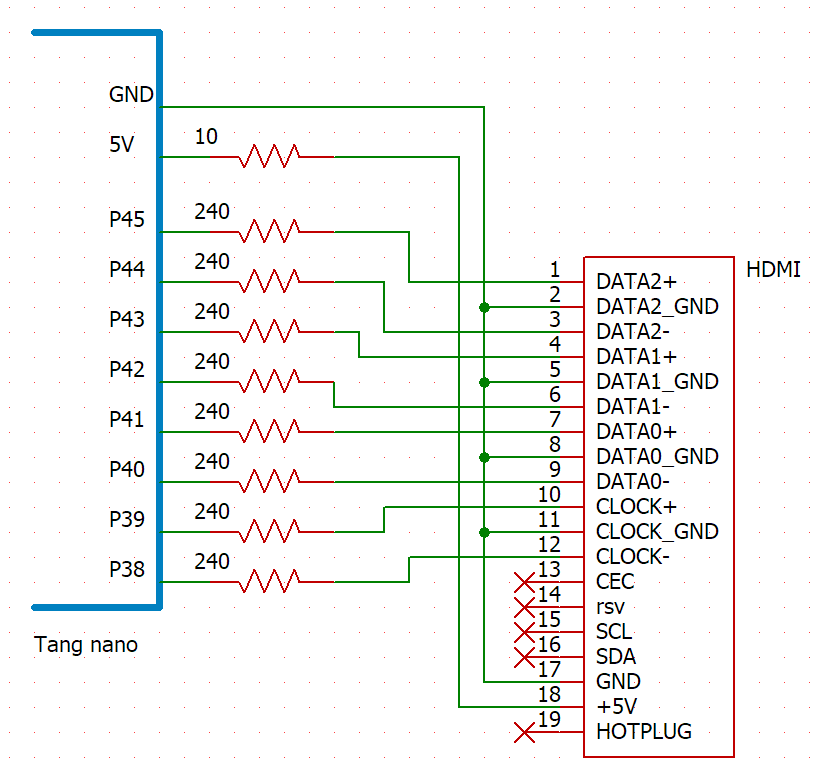 GND
5V
10
P45
240
P44
240
P43
240
P42
240
P41
240
P40
240
P39
240
P38
240
Tang nano
HDMI
1
DATA2+
2
DATA2_GND
3
DATA2-
4
DATA1+
5
DATA1_GND
6
DATA1-
7
DATA0+
8
DATA0_GND
9
DATA0-
10
CLOCK+
11
CLOCK_GND
12
CLOCK-
13
CEC
14
rsv
15
SCL
16
SDA
17
GND
18
+5V
19
HOTPLUG